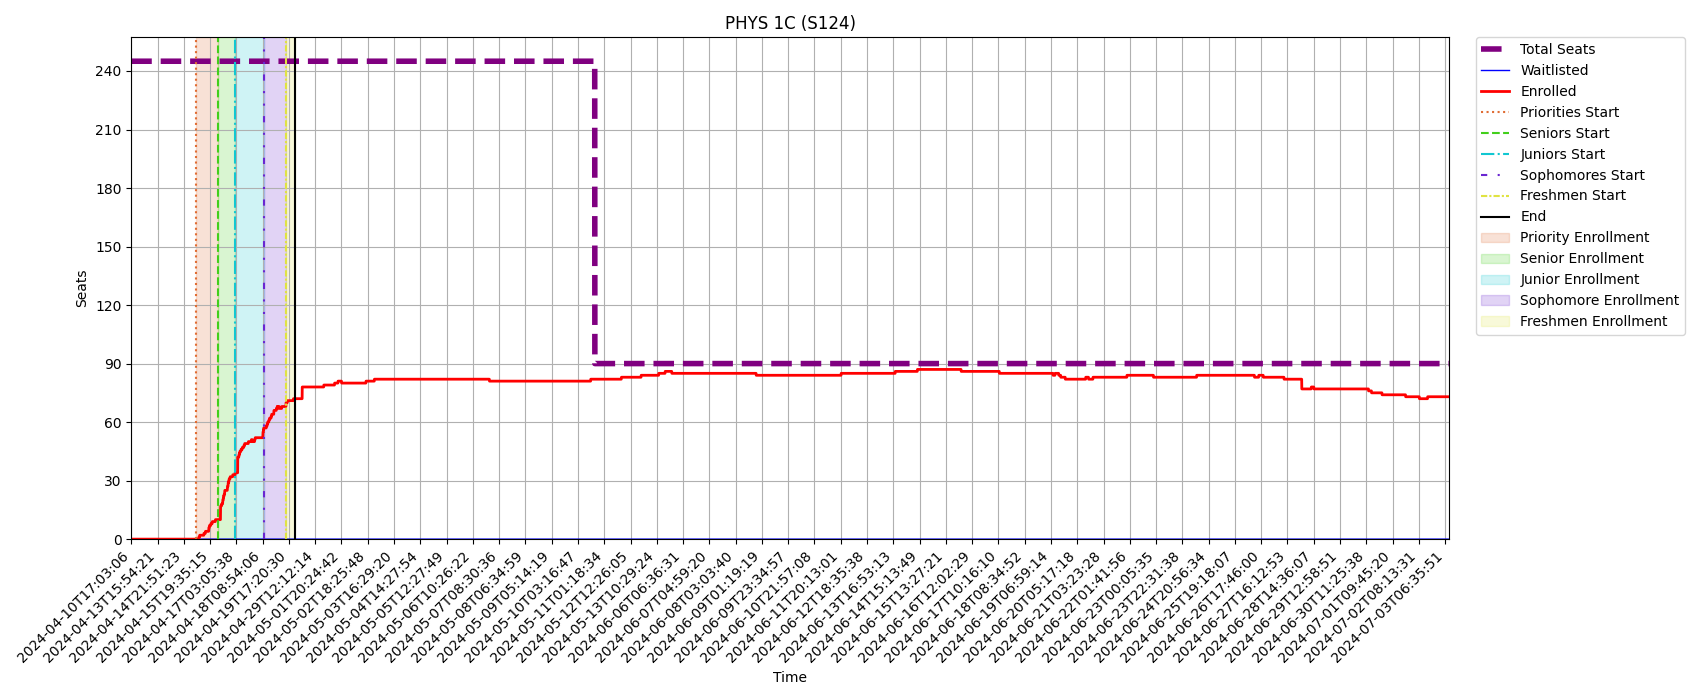 PHYS 1C (S124)
Total Seats
Waitlisted
Enrolled
Priorities Start
Seniors Start
Juniors Start
Sophomores Start
Freshmen Start
End
Priority Enrollment
Senior Enrollment
Junior Enrollment
Sophomore Enrollment
Freshmen Enrollment
Seats
240
210
180
150
120
90
60
30
0
2024-04-10T17:03:06
2024-04-13T15:54:21
2024-04-14T21:51:23
2024-04-15T19:35:15
2024-04-17T03:05:38
2024-04-18T08:54:06
2024-04-19T17:20:30
2024-04-29T12:12:14
2024-05-01T20:24:42
2024-05-02T18:25:48
2024-05-03T16:29:20
2024-05-04T14:27:54
2024-05-05T12:27:49
2024-05-06T10:26:22
2024-05-07T08:30:36
2024-05-08T06:34:59
2024-05-09T05:14:19
2024-05-10T03:16:47
2024-05-11T01:18:34
2024-05-12T12:26:05
2024-05-13T10:29:24
2024-06-06T06:36:31
2024-06-07T04:59:20
2024-06-08T03:03:40
2024-06-09T01:19:19
2024-06-09T23:34:57
2024-06-10T21:57:08
2024-06-11T20:13:01
2024-06-12T18:35:38
2024-06-13T16:53:13
2024-06-14T15:13:49
2024-06-15T13:27:21
2024-06-16T12:02:29
2024-06-17T10:16:10
2024-06-18T08:34:52
2024-06-19T06:59:14
2024-06-20T05:17:18
2024-06-21T03:23:28
2024-06-22T01:41:56
2024-06-23T00:05:35
2024-06-23T22:31:38
2024-06-24T20:56:34
2024-06-25T19:18:07
2024-06-26T17:46:00
2024-06-27T16:12:53
2024-06-28T14:36:07
2024-06-29T12:58:51
2024-06-30T11:25:38
2024-07-01T09:45:20
2024-07-02T08:13:31
2024-07-03T06:35:51
Time